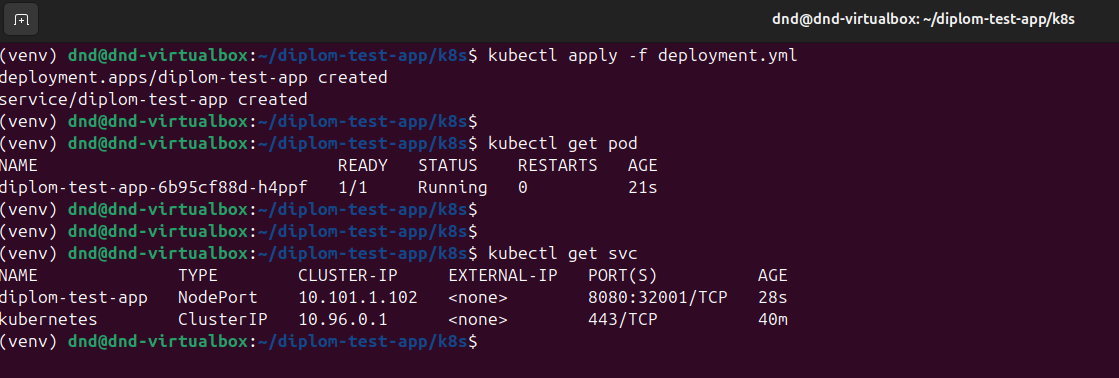 dnd@dnd-virtualbox: ~/diplom-test-app/k8s
(venv) dnd@dnd-virtualbox:~/diplom-test-app/k8s$ kubectl apply -f deployment.yml
deployment.apps/diplom-test-app created
service/diplom-test-app created
(venv) dnd@dnd-virtualbox:~/diplom-test-app/k8s$
(venv) dnd@dnd-virtualbox:~/diplom-test-app/k8s$ kubectl get pod
NAME READY STATUS RESTARTS AGE
diplom-test-app-6b95cf88d-h4ppf 1/1 Running 0 21s
(venv) dnd@dnd-virtualbox:~/diplom-test-app/k8s$
(venv) dnd@dnd-virtualbox:~/diplom-test-app/k8s$
(venv) dnd@dnd-virtualbox:~/diplom-test-app/k8s$ kubectl get svc
NAME TYPE CLUSTER-IP EXTERNAL-IP PORT(S) AGE
diplom-test-app NodePort 10.101.1.102 <none> 8080:32001/TCP 28s
kubernetes ClusterIP 10.96.0.1 <none> 443/TCP 40m
(venv) dnd@dnd-virtualbox:~/diplom-test-app/k8s$